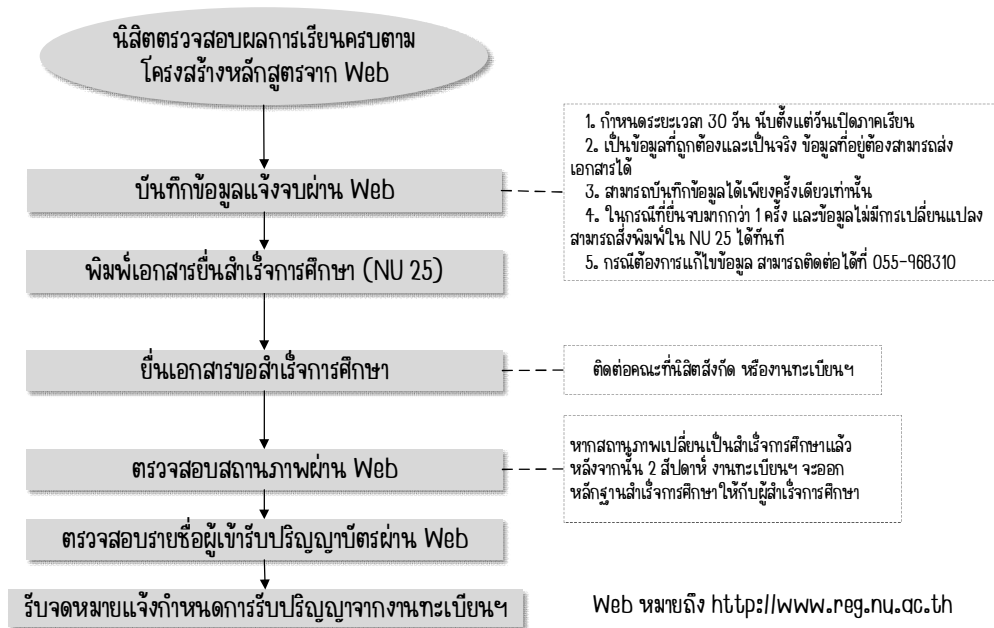 นิสิตตรวจสอบผลการเรียนครบตาม
โครงสร้างหลักสูตรจาก Web
บันทึกข้อมูลแจ้งจบผ่าน Web
1. กำหนดระยะเวลา 30 วัน นับตั้งแต่วันเปิดภาคเรียน
2. เป็นข้อมูลที่ถูกต้องและเป็นจริง ข้อมูลที่อยู่ต้องสามารถส่ง
เอกสารได้
3. สามารถบันทึกข้อมูลได้เพียงครั้งเดียวเท่านั้น
4. ในกรณีที่ยื่นจบมากกว่า 1 ครั้ง และข้อมูลไม่มีการเปลี่ยนแปลง
สามารถสั่งพิมพ์ใน NU 25 ได้ทันที
5. กรณีต้องการแก้ไขข้อมูล สามารถติดต่อได้ที่ 055-968310
พิมพ์เอกสารยื่นสำเร็จการศึกษา (NU 25)
ยื่นเอกสารขอสำเร็จการศึกษา
ติดต่อคณะที่นิสิตสังกัด หรืองานทะเบียนฯ
ตรวจสอบสถานภาพผ่าน Web
หากสถานภาพเปลี่ยนเป็นสำเร็จการศึกษาแล้ว
หลังจากนั้น 2 สัปดาห์ งานทะเบียนฯ จะออก
หลักฐานสำเร็จการศึกษาให้กับผู้สำเร็จการศึกษา
ตรวจสอบรายชื่อผู้เข้ารับปริญญาบัตรผ่าน Web
รับจดหมายแจ้งกำหนดการรับปริญญาจากงานทะเบียนฯ
Web หมายถึง http://www.reg.nu.ac.th